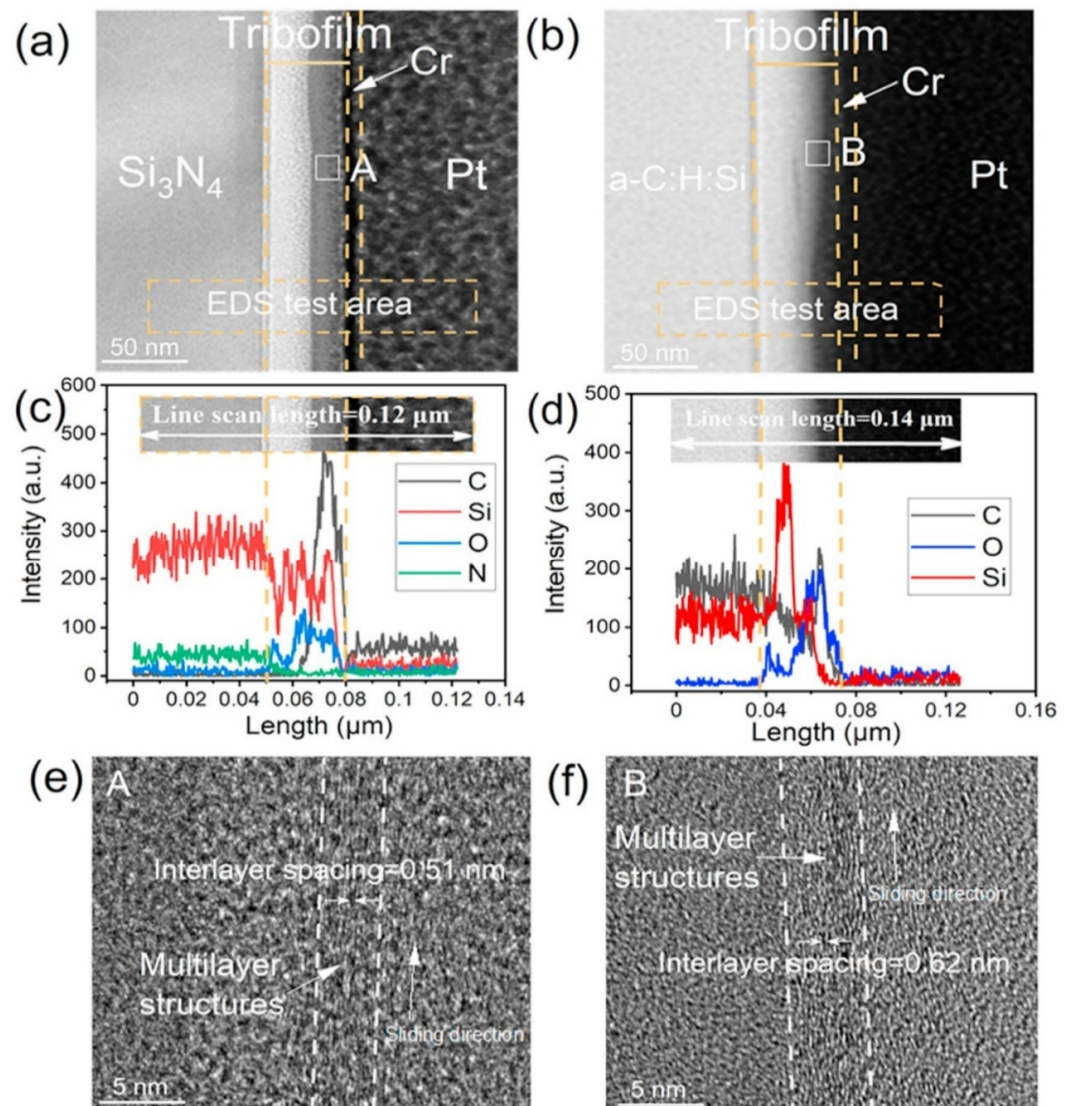 (a)
Tribofilm
Cr
Si₃N₄
A
Pt
EDS test area
50 nm
(b)
Tribofilm
Cr
a-C:H:Si
B
Pt
EDS test area
50 nm
(c)
Line scan length=0.12 μm
C
Si
O
N
Intensity (a.u.)
600
500
400
300
200
100
0
0.0 0.02 0.04 0.06 0.08 0.10 0.12 0.14
Length (μm)
(d)
Line scan length=0.14 μm
C
O
Si
Intensity (a.u.)
500
400
300
200
100
0
0 0.04 0.08 0.12 0.16
Length (μm)
(e)
A
Interlayer spacing=0.51 nm
Multilayer
structures
Sliding direction
5 nm
(f)
B
Multilayer
structures
Sliding direction
Interlayer spacing=0.62 nm
5 nm